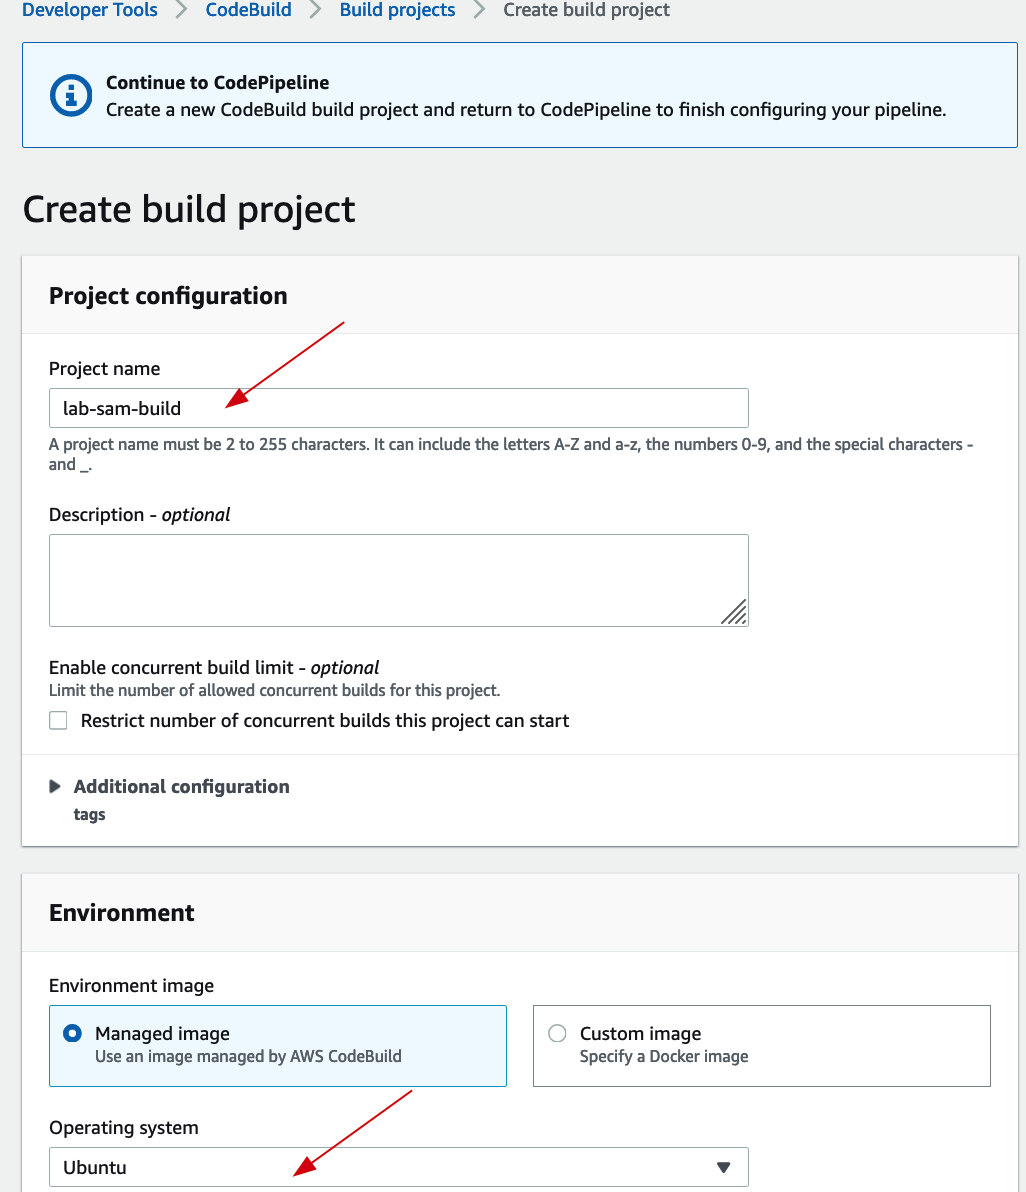 Developer Tools > CodeBuild > Build projects > Create build project
Continue to CodePipeline
Create a new CodeBuild build project and return to CodePipeline to finish configuring your pipeline.
Create build project
Project configuration
Project name
lab-sam-build
A project name must be 2 to 255 characters. It can include the letters A-Z and a-z, the numbers 0-9, and the special characters -
and _.
Description - optional
Enable concurrent build limit - optional
Limit the number of allowed concurrent builds for this project.
Restrict number of concurrent builds this project can start
Additional configuration
tags
Environment
Environment image
Managed image
Use an image managed by AWS CodeBuild
Custom image
Specify a Docker image
Operating system
Ubuntu